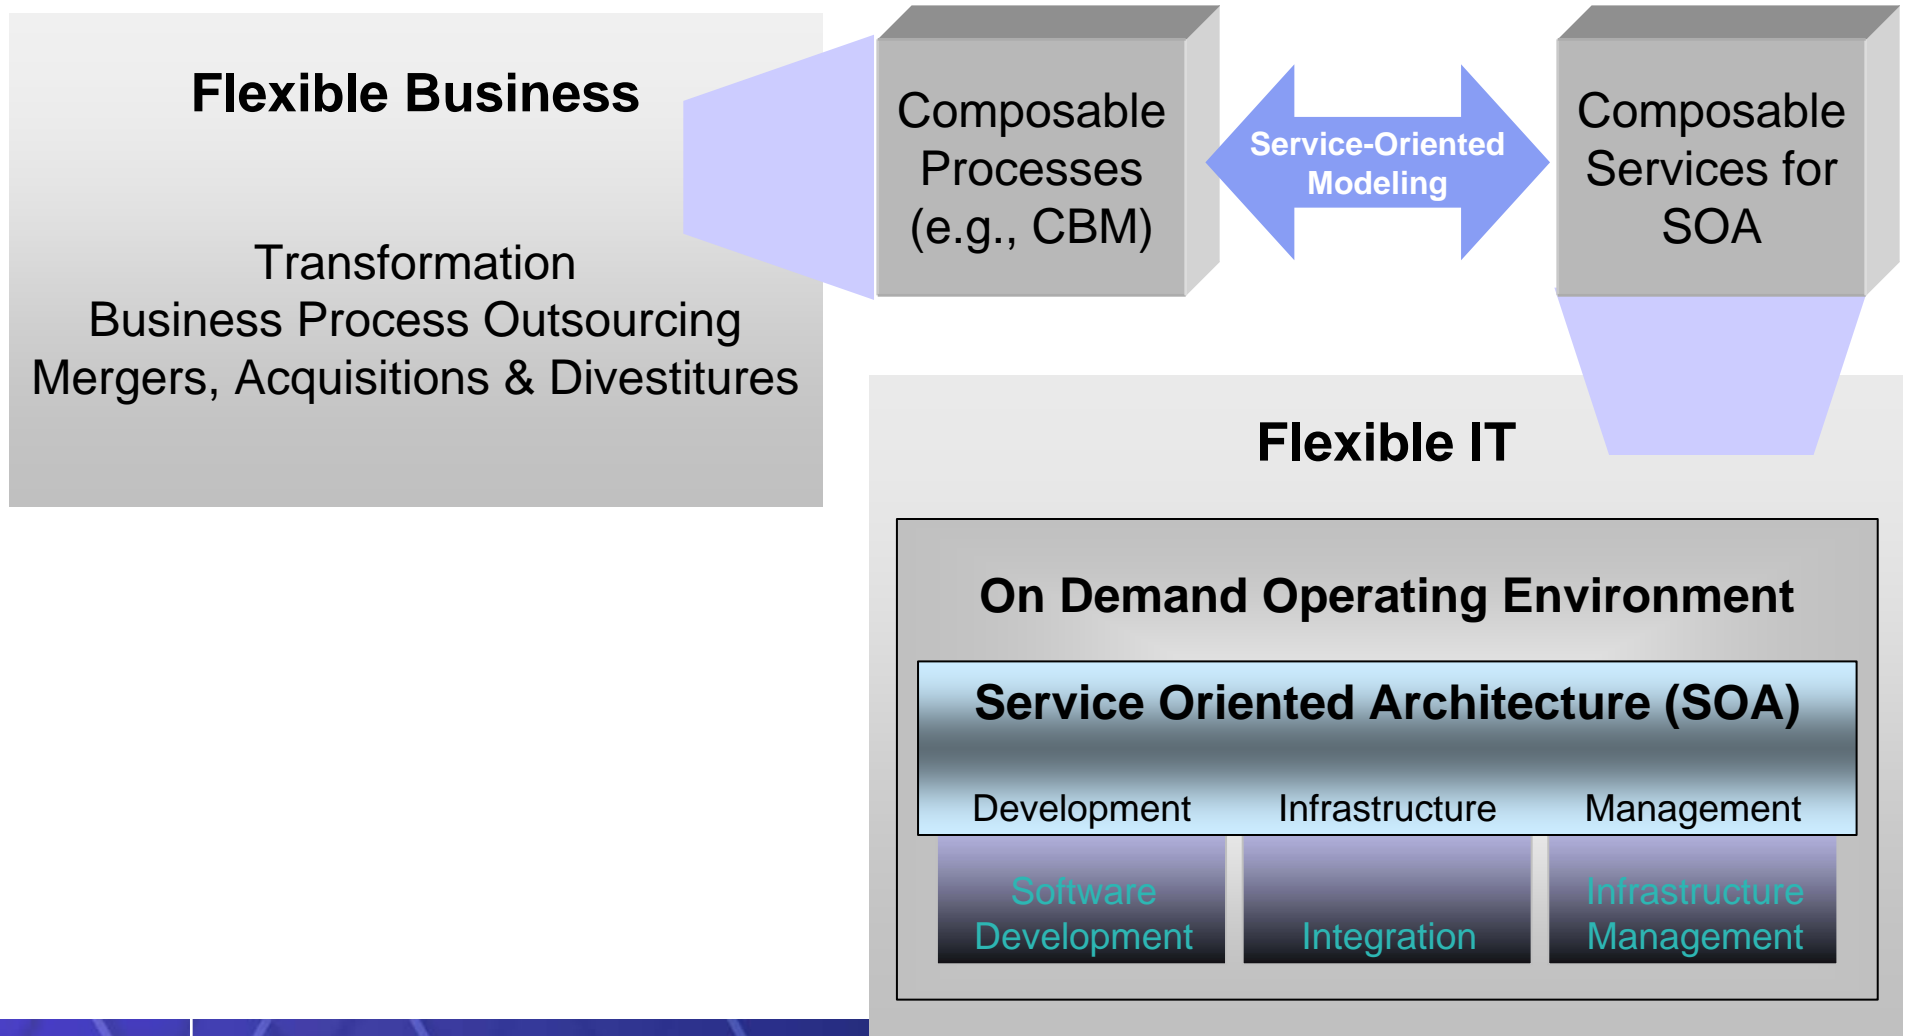 Flexible Business
Transformation
Business Process Outsourcing
Mergers, Acquisitions & Divestitures
Composable
Processes
(e.g., CBM)
Service-Oriented
Modeling
Composable
Services for
SOA
Flexible IT
On Demand Operating Environment
Service Oriented Architecture (SOA)
Development
Infrastructure
Management
Software
Development
Integration
Infrastructure
Management